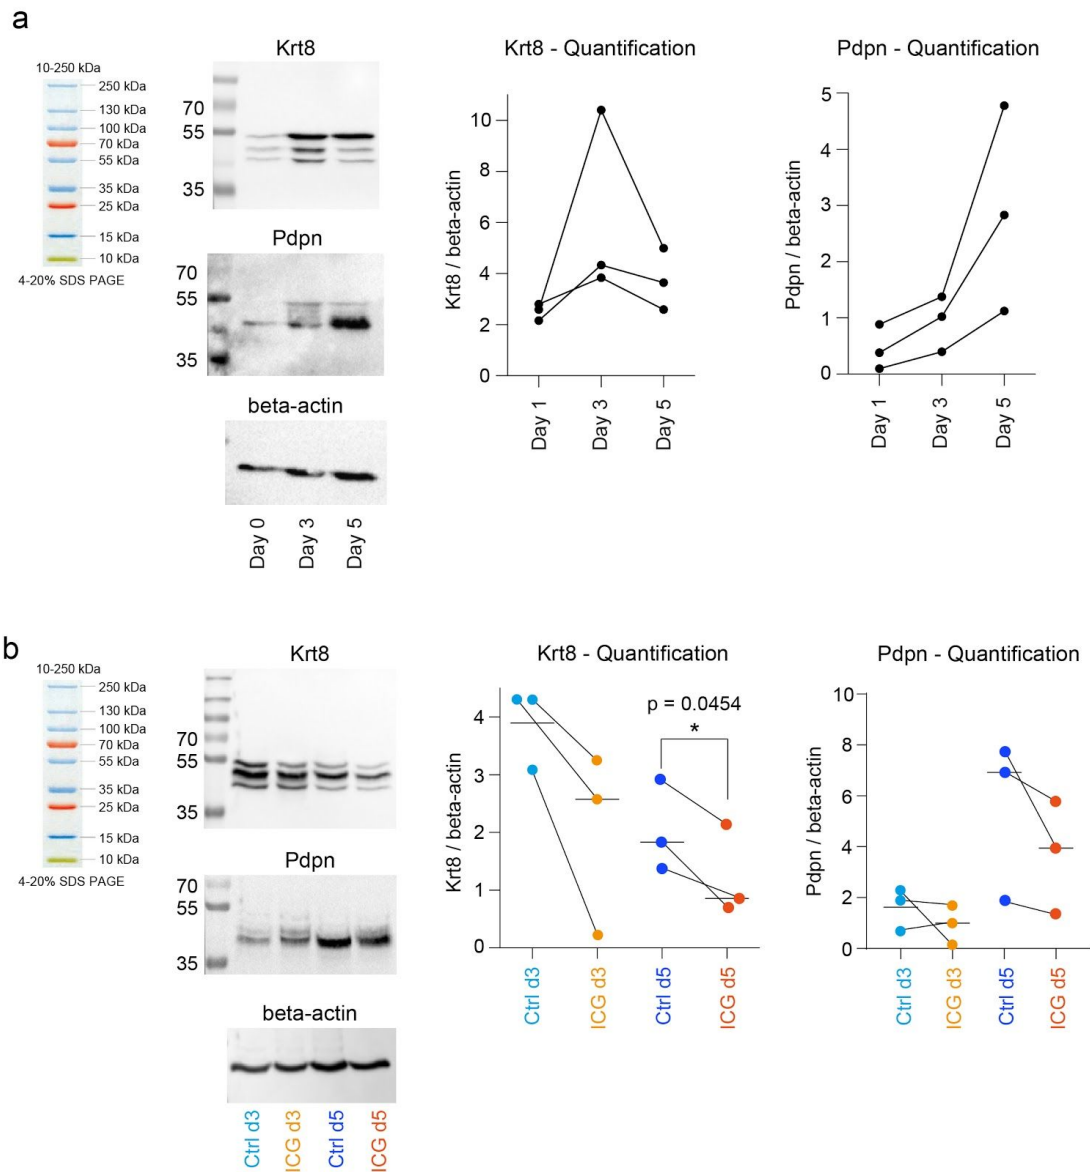 a
10-250 kDa
250 kDa
130 kDa
100 kDa
70 kDa
55 kDa
35 kDa
25 kDa
15 kDa
10 kDa
4-20% SDS PAGE
Krt8
70
55
35
Pdpn
70
55
35
beta-actin
Day 0
Day 3
Day 5
Krt8 - Quantification
Krt8 / beta-actin
10
8
6
4
2
0
Day 1
Day 3
Day 5
Pdpn - Quantification
Pdpn / beta-actin
5
4
3
2
1
0
Day 1
Day 3
Day 5
b
10-250 kDa
250 kDa
130 kDa
100 kDa
70 kDa
55 kDa
35 kDa
25 kDa
15 kDa
10 kDa
4-20% SDS PAGE
Krt8
70
55
35
Pdpn
70
55
35
beta-actin
Ctrl d3
ICG d3
Ctrl d5
ICG d5
Krt8 - Quantification
p = 0.0454
*
Krt8 / beta-actin
4
3
2
1
0
Ctrl d3
ICG d3
Ctrl d5
ICG d5
Pdpn - Quantification
Pdpn / beta-actin
10
8
6
4
2
0
Ctrl d3
ICG d3
Ctrl d5
ICG d5